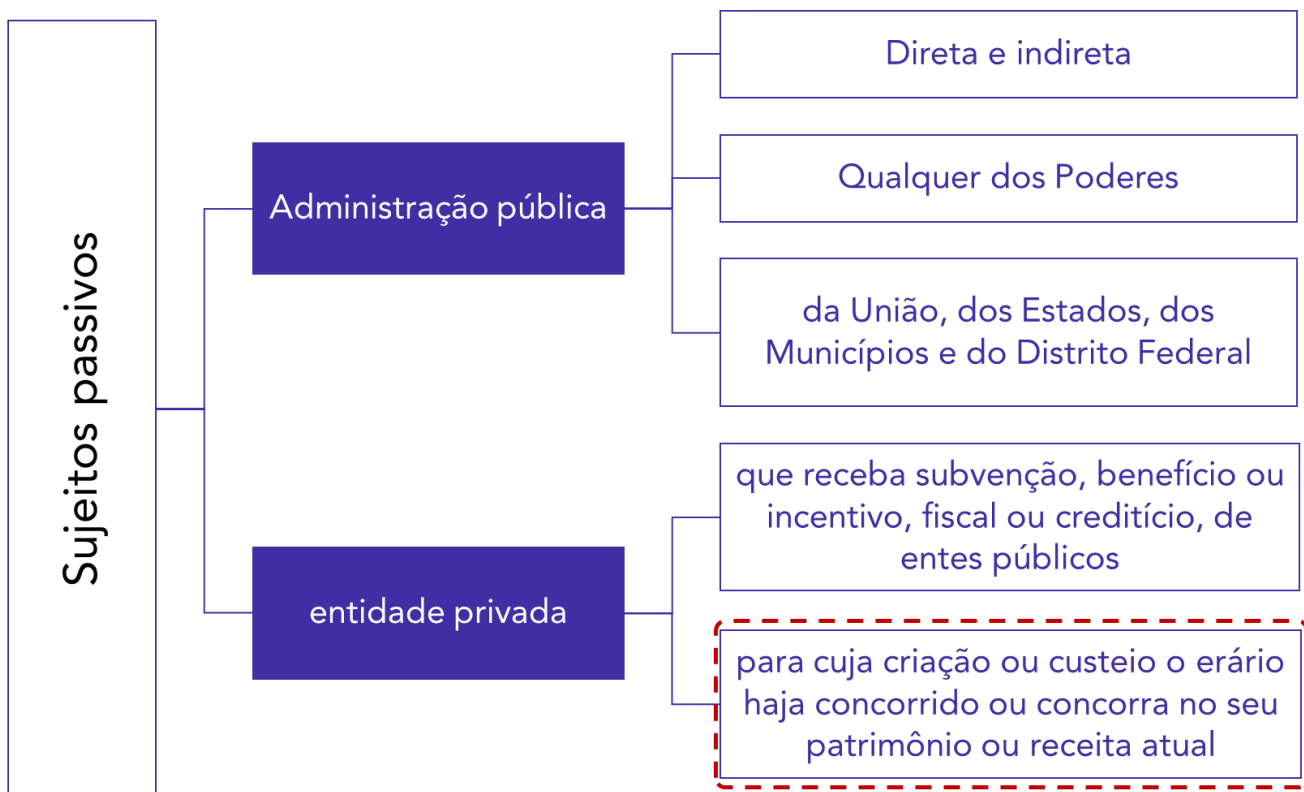 Sujeitos passivos
Administração pública
Direta e indireta
Qualquer dos Poderes
da União, dos Estados, dos
Municípios e do Distrito Federal
entidade privada
que receba subvenção, benefício ou
incentivo, fiscal ou creditício, de
entes públicos
para cuja criação ou custeio o erário
haja concorrido ou concorra no seu
patrimônio ou receita atual